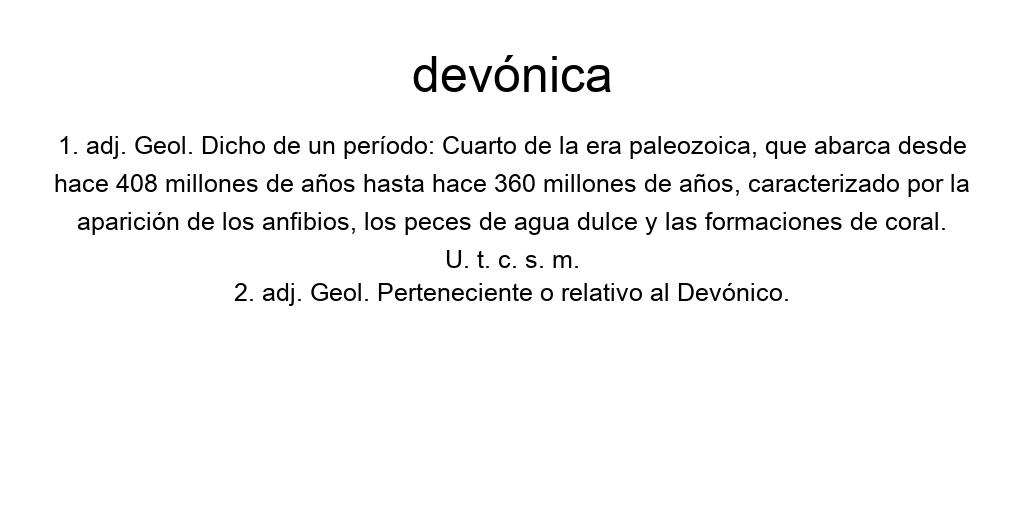 devónica
1. adj. Geol. Dicho de un período: Cuarto de la era paleozoica, que abarca desde
hace 408 millones de años hasta hace 360 millones de años, caracterizado por la
aparición de los anfibios, los peces de agua dulce y las formaciones de coral.
U. t. c. s. m.
2. adj. Geol. Perteneciente o relativo al Devónico.